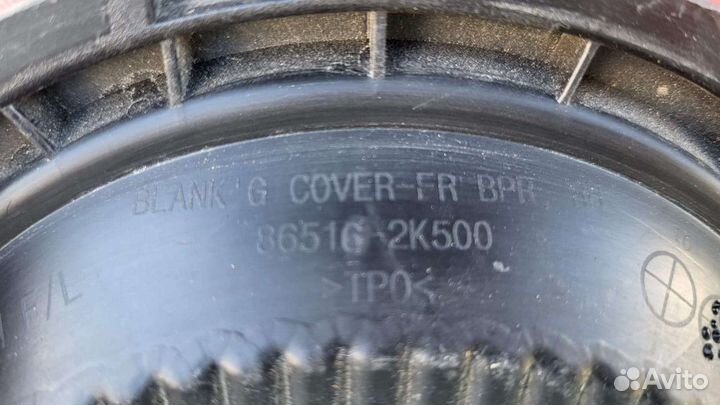 BLANK'G COVER-FR BPR,
86516-2K500
>TPO<
F/L
Avito